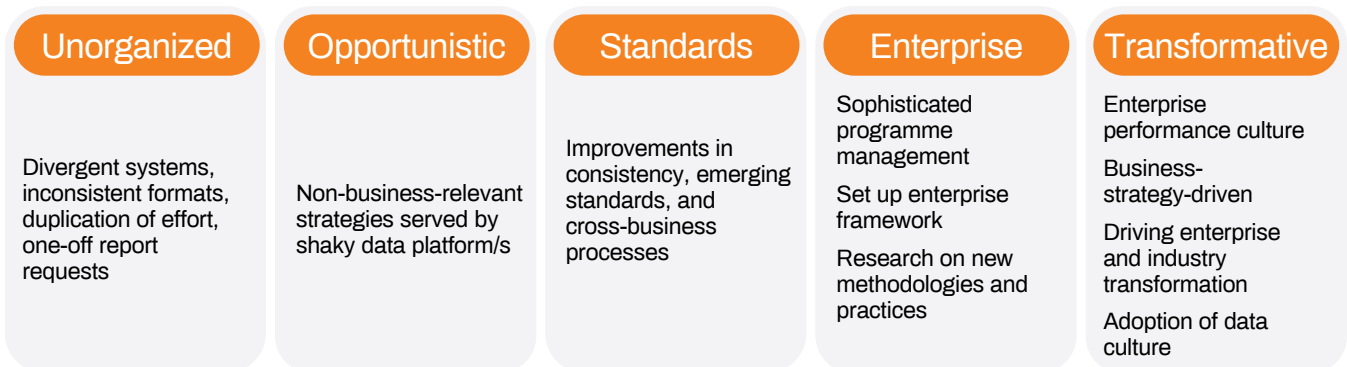 Unorganized
Divergent systems,
inconsistent formats,
duplication of effort,
one-off report
requests
Opportunistic
Non-business-relevant
strategies served by
shaky data platform/s
Standards
Improvements in
consistency, emerging
standards, and
cross-business
processes
Enterprise
Sophisticated
programme
management
Set up enterprise
framework
Research on new
methodologies and
practices
Transformative
Enterprise
performance culture
Business-
strategy-driven
Driving enterprise
and industry
transformation
Adoption of data
culture